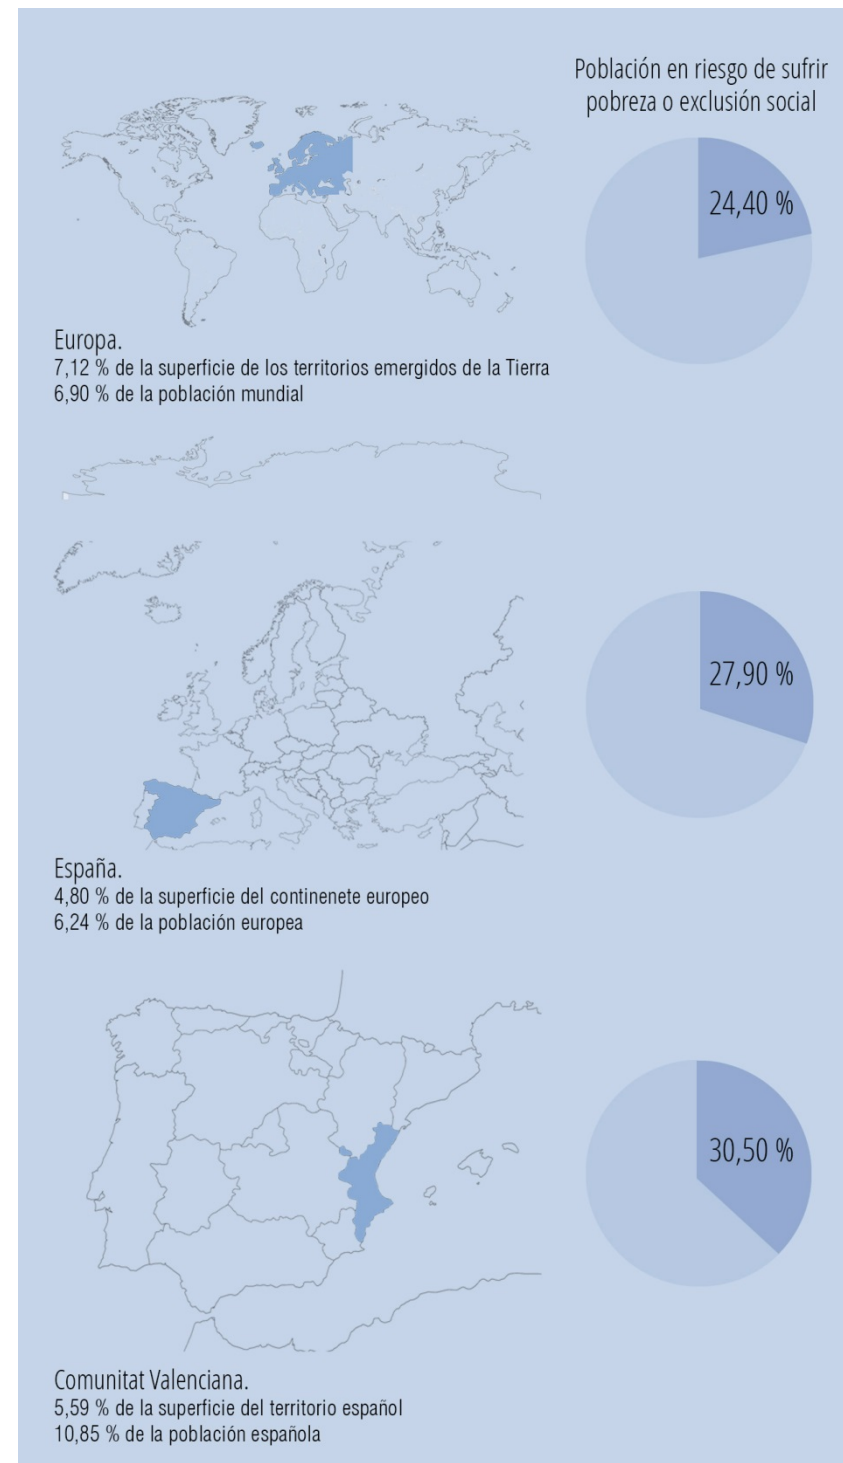 Población en riesgo de sufrir
pobreza o exclusión social
24,40 %
Europa.
7,12 % de la superficie de los territorios emergidos de la Tierra
6,90 % de la población mundial
27,90 %
España.
4,80 % de la superficie del continenete europeo
6,24 % de la población europea
30,50 %
Comunitat Valenciana.
5,59 % de la superficie del territorio español
10,85 % de la población española